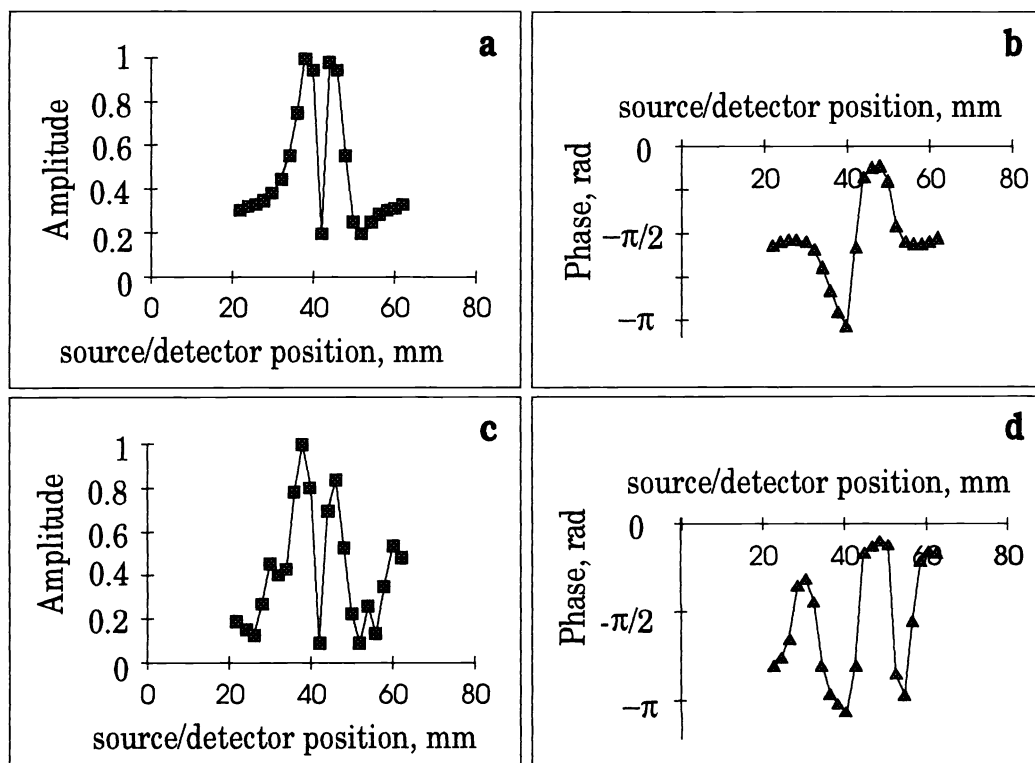 a
1
0.8
0.6
0.4
0.2
0
Amplitude
0 20 40 60 80
source/detector position, mm
b
source/detector position, mm
0
20 40 60 80
−π/2
−π
Phase, rad
c
1
0.8
0.6
0.4
0.2
0
Amplitude
0 20 40 60 80
source/detector position, mm
d
source/detector position, mm
0
20 40 60 80
-π/2
−π
Phase, rad